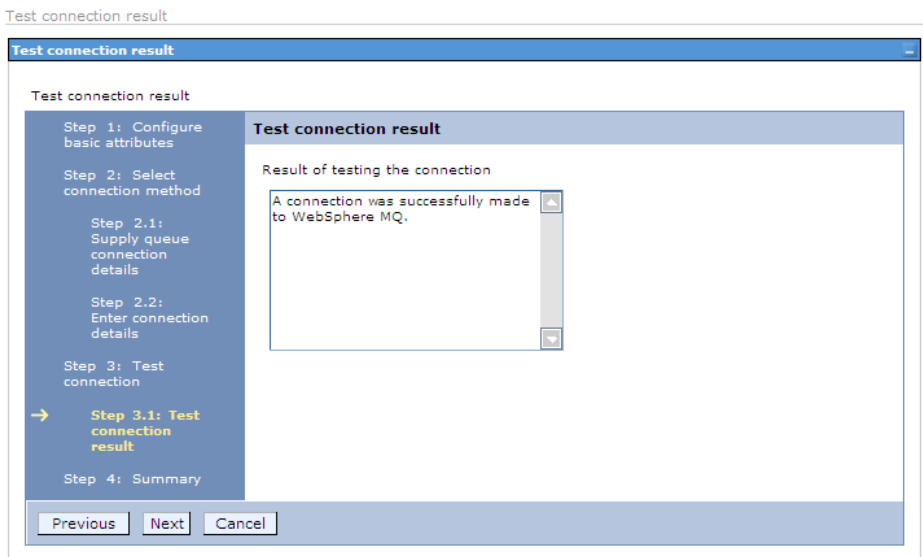 Test connection result
Test connection result
Test connection result
Step 1: Configure
basic attributes
Step 2: Select
connection method
Step 2.1:
Supply queue
connection
details
Step 2.2:
Enter connection
details
Step 3: Test
connection
Step 3.1: Test
connection
result
Step 4: Summary
Test connection result
Result of testing the connection
A connection was successfully made
to WebSphere MQ.
Previous Next Cancel